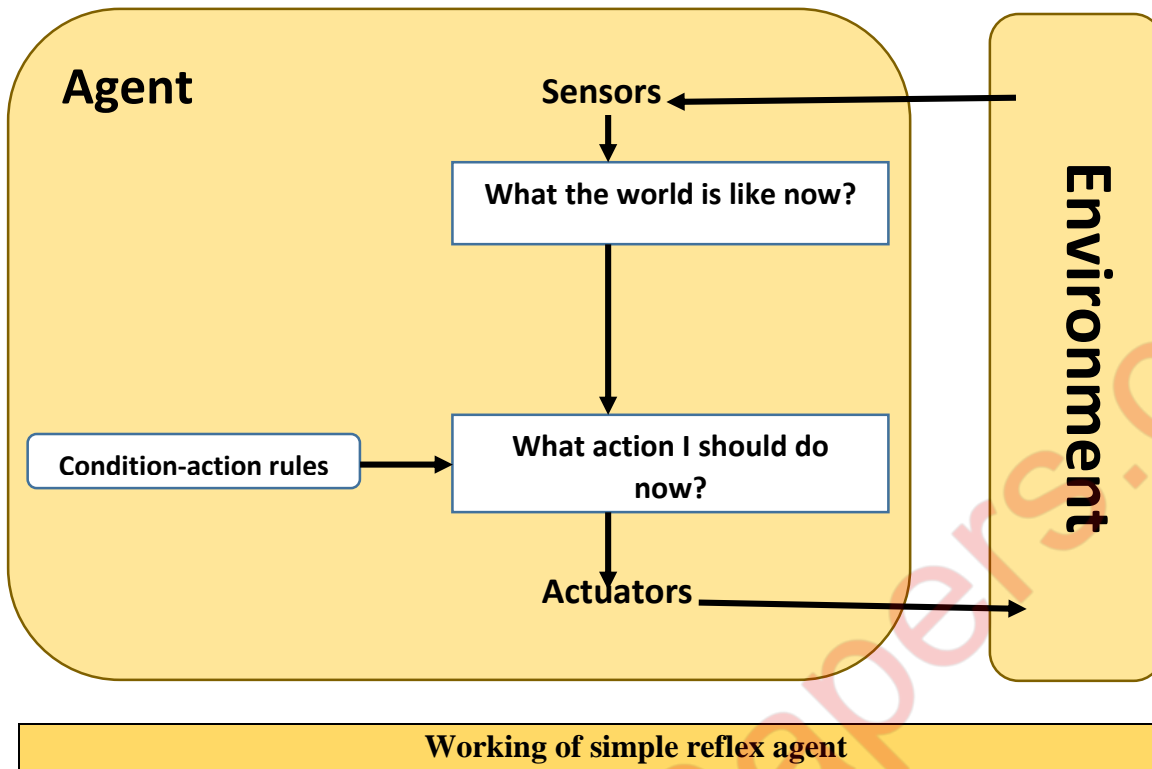 Agent
Sensors
What the world is like now?
Environment
Condition-action rules
What action I should do
now?
Actuators
Working of simple reflex agent
apers.c